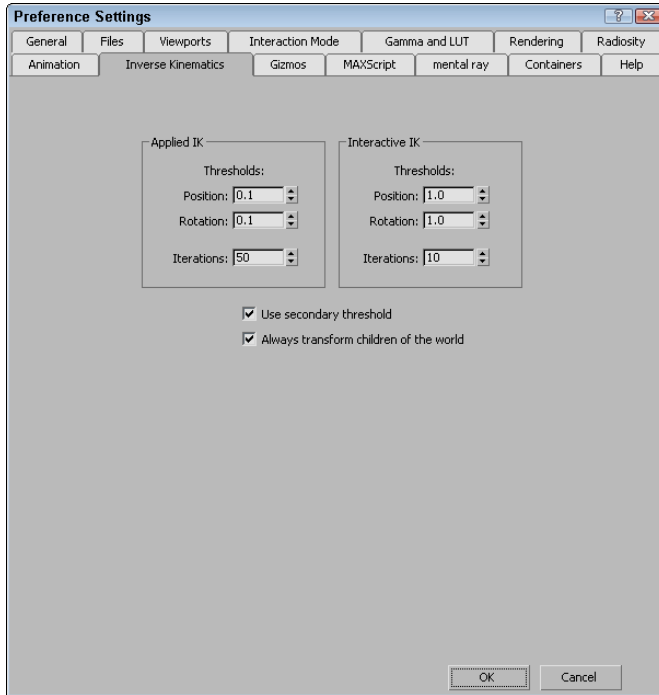 Preference Settings
General Files Viewports Interaction Mode Gamma and LUT Rendering Radiosity
Animation Inverse Kinematics Gizmos MAXScript mental ray Containers Help
Applied IK
Thresholds:
Position: 0.1
Rotation: 0.1
Iterations: 50
Interactive IK
Thresholds:
Position: 1.0
Rotation: 1.0
Iterations: 10
Use secondary threshold
Always transform children of the world
OK Cancel